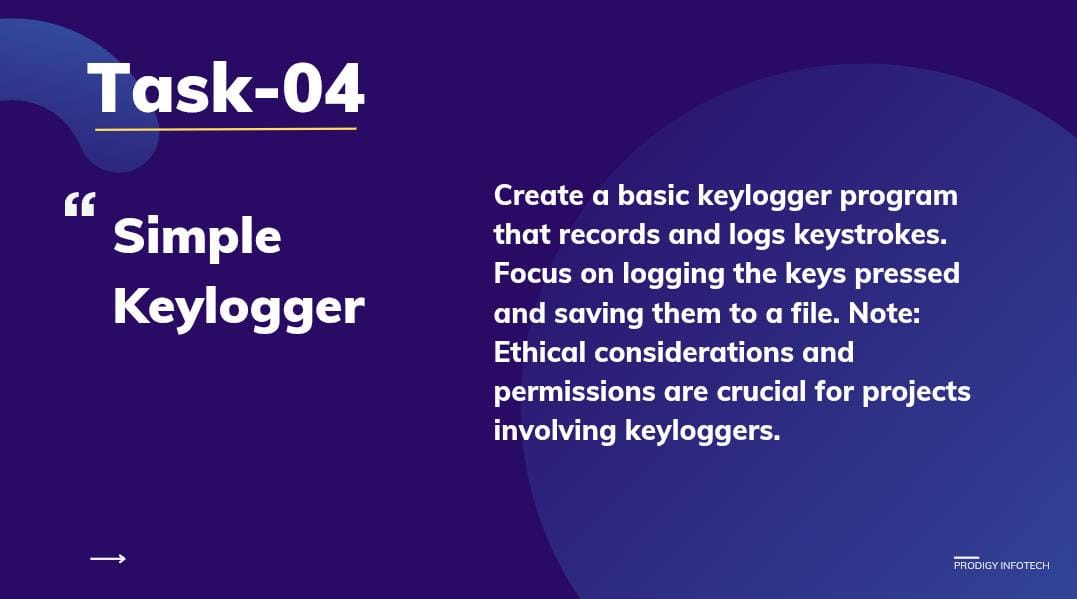 Task-04
“
Simple
Keylogger
Create a basic keylogger program
that records and logs keystrokes.
Focus on logging the keys pressed
and saving them to a file. Note:
Ethical considerations and
permissions are crucial for projects
involving keyloggers.
PRODIGY INFOTECH